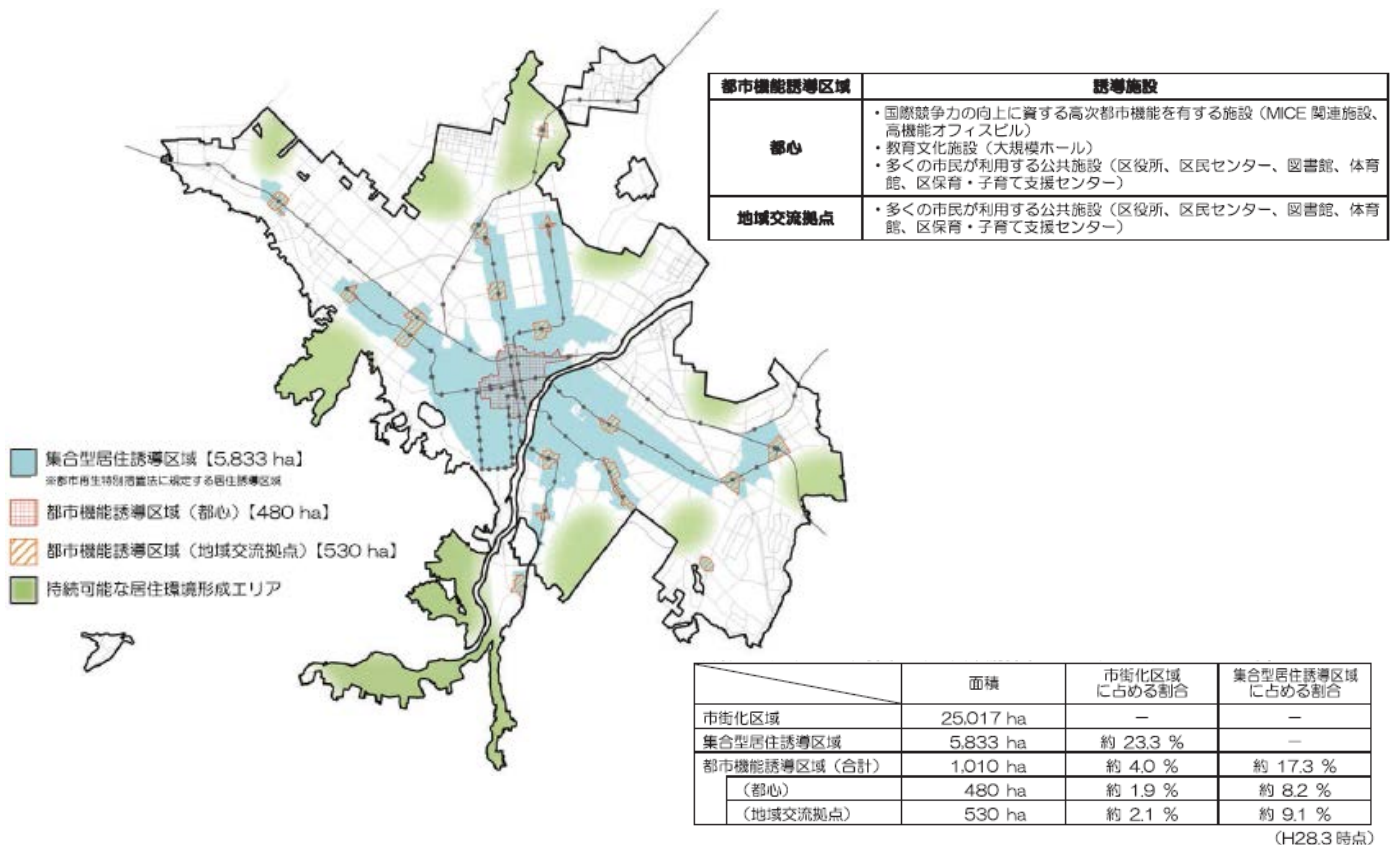 都市機能誘導区域 誘導施設
都心
・国際競争力の向上に資する高次都市機能を有する施設（MICE 関連施設、
高機能オフィスビル）
・教育文化施設（大規模ホール）
・多くの市民が利用する公共施設（区役所、区民センター、図書館、体育
館、区保育・子育て支援センター）
地域交流拠点
・多くの市民が利用する公共施設（区役所、区民センター、図書館、体育
館、区保育・子育て支援センター）
集合型居住誘導区域【5,833 ha】
※都市再生特別措置法に規定する居住誘導区域
都市機能誘導区域（都心）【480 ha】
都市機能誘導区域（地域交流拠点）【530 ha】
持続可能な居住環境形成エリア
面積 市街化区域 集合型居住誘導区域
に占める割合 に占める割合
市街化区域 25,017 ha － －
集合型居住誘導区域 5,833 ha 約 23.3 % －
都市機能誘導区域（合計） 1,010 ha 約 4.0 % 約 17.3 %
（都心） 480 ha 約 1.9 % 約 8.2 %
（地域交流拠点） 530 ha 約 2.1 % 約 9.1 %
（H28.3 時点）